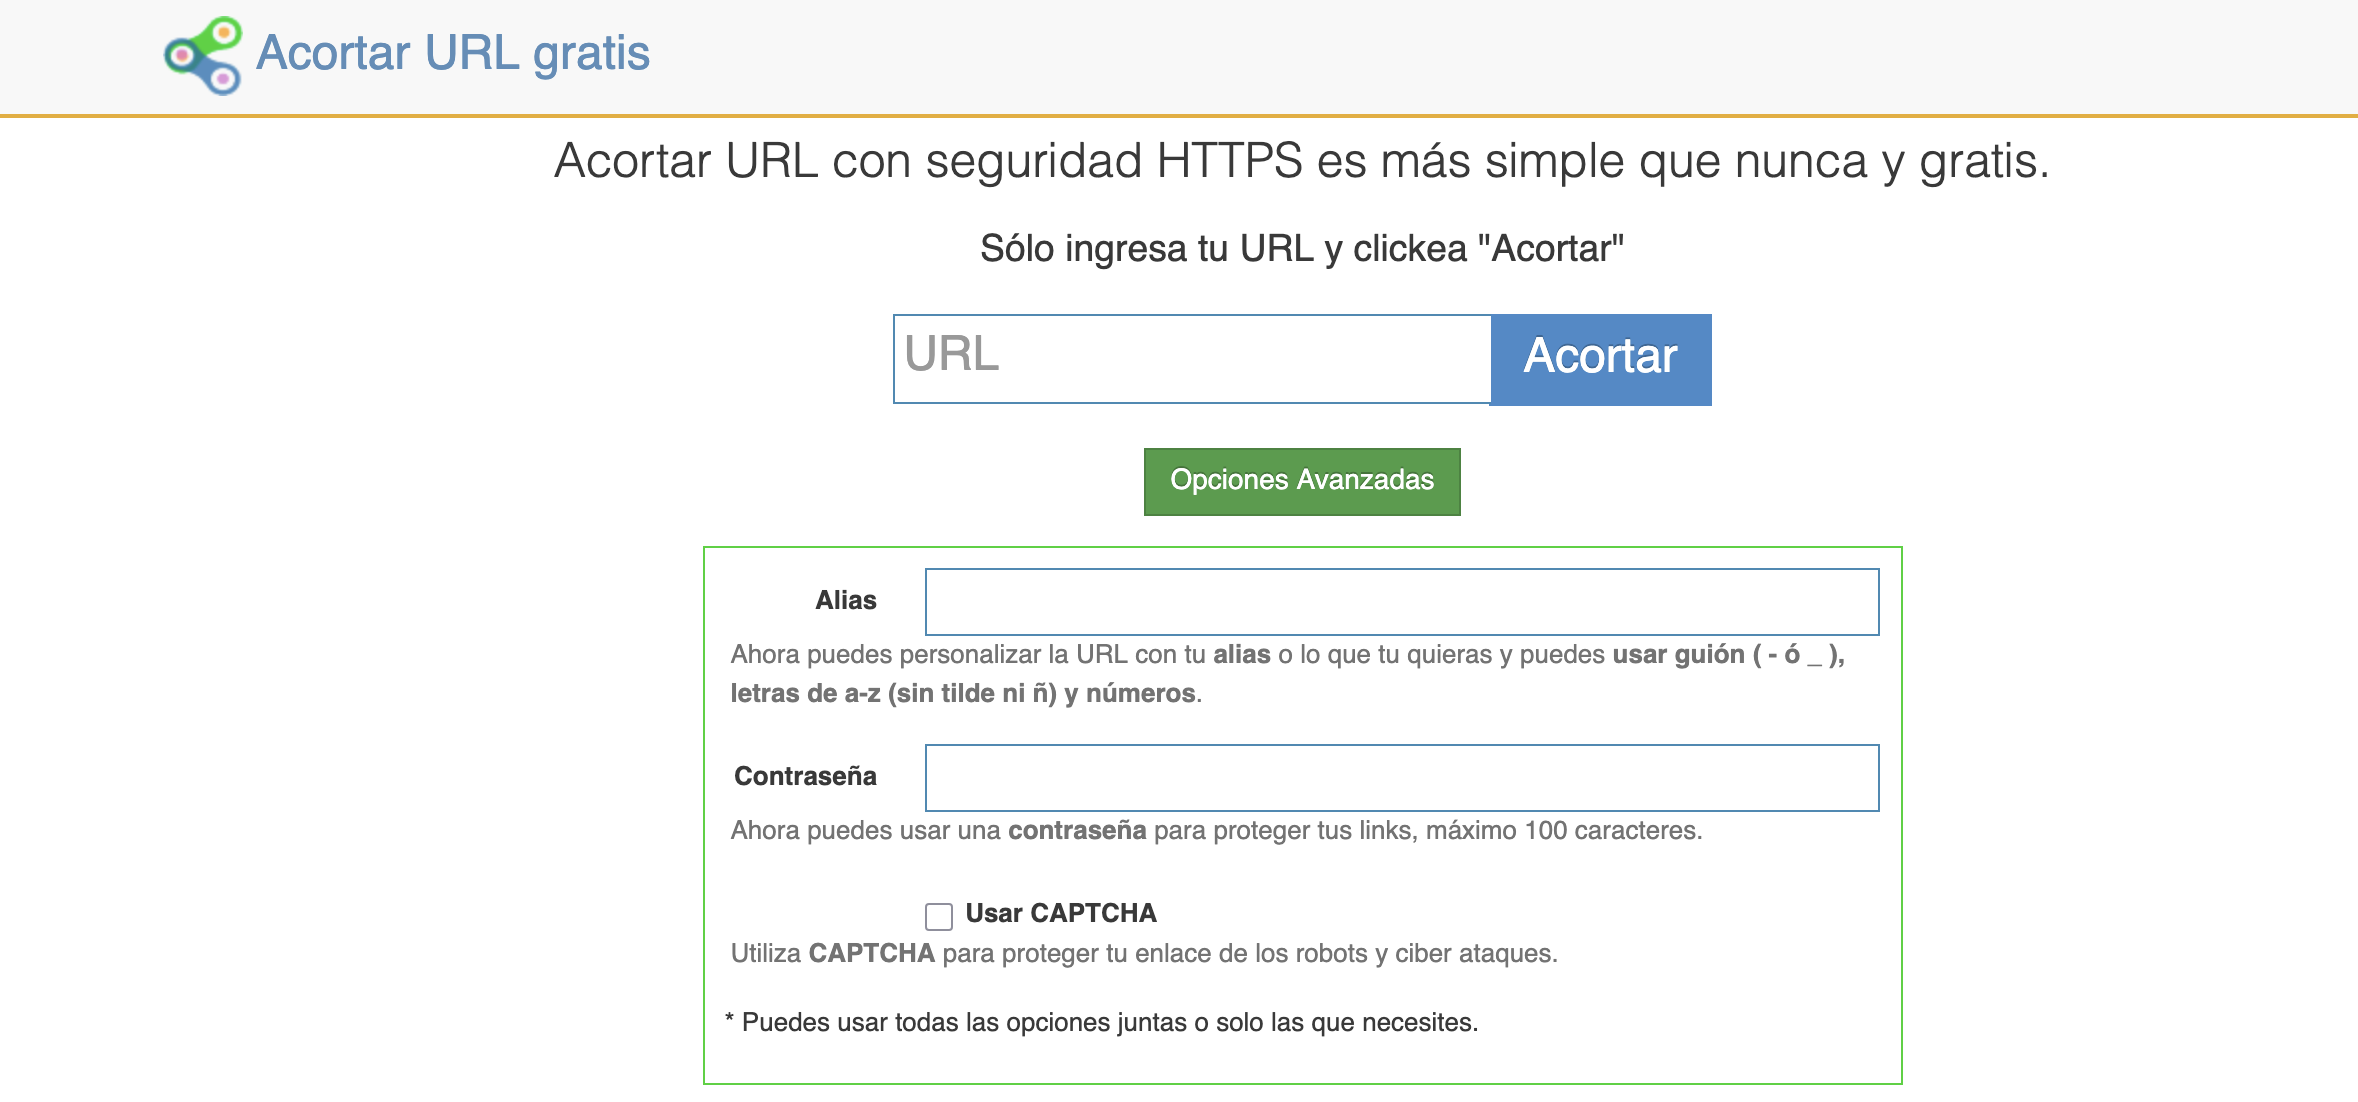 Acortar URL gratis
Acortar URL con seguridad HTTPS es más simple que nunca y gratis.
Sólo ingresa tu URL y clickea "Acortar"
URL
Acortar
Opciones Avanzadas
Alias
Ahora puedes personalizar la URL con tu alias o lo que tu quieras y puedes usar guión ( - ó _ ),
letras de a-z (sin tilde ni ñ) y números.
Contraseña
Ahora puedes usar una contraseña para proteger tus links, máximo 100 caracteres.
Usar CAPTCHA
Utiliza CAPTCHA para proteger tu enlace de los robots y ciber ataques.
* Puedes usar todas las opciones juntas o solo las que necesites.